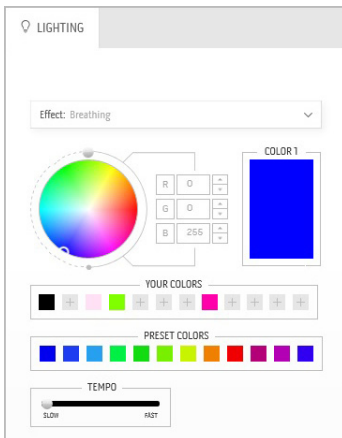 LIGHTING
Effect: Breathing
COLOR 1
R 0
G 0
B 255
YOUR COLORS
PRESET COLORS
TEMPO
SLOW FAST